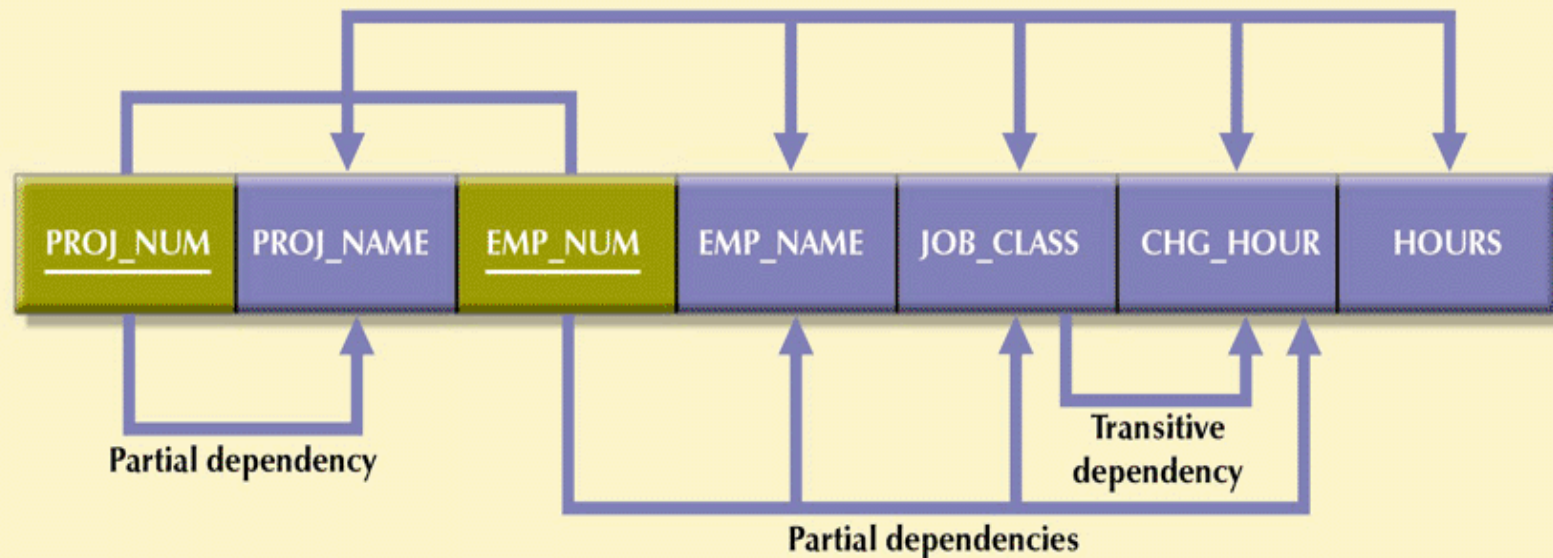 PROJ_NUM PROJ_NAME EMP_NUM EMP_NAME JOB_CLASS CHG_HOUR HOURS
Partial dependency
Transitive
dependency
Partial dependencies